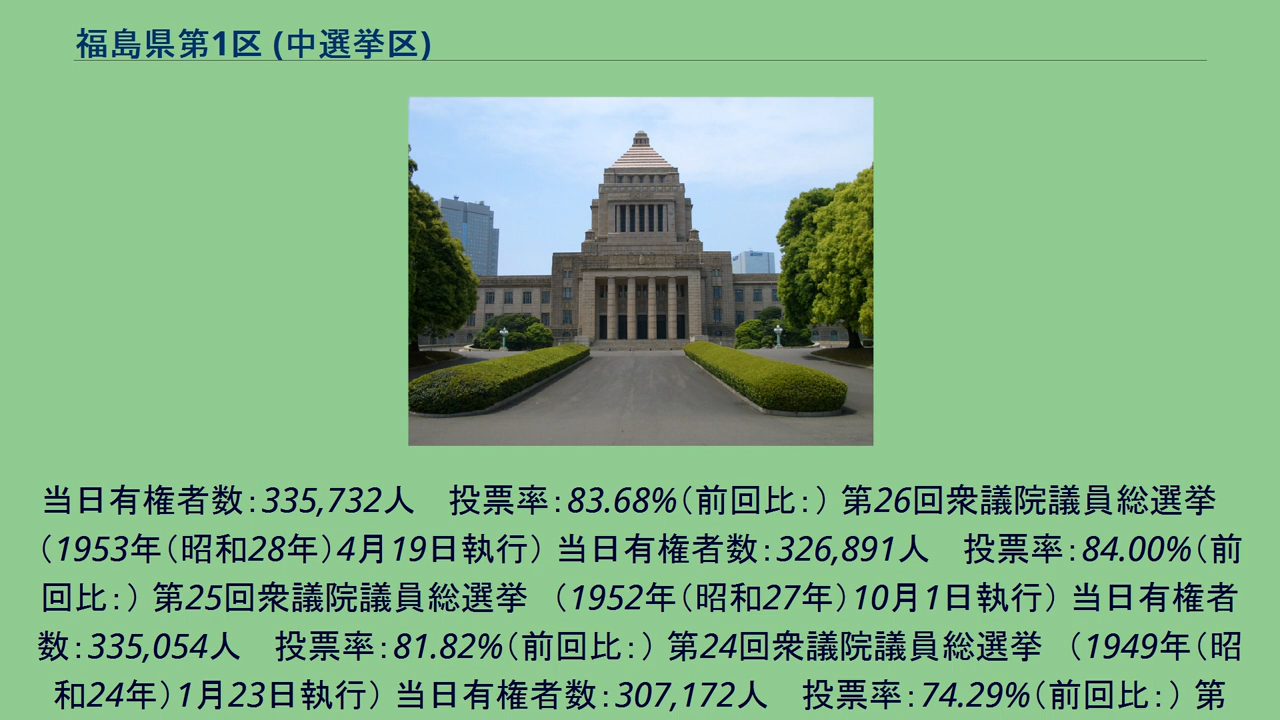 福島県第1区 (中選挙区)
当日有権者数：335,732人　投票率：83.68%（前回比：） 第26回衆議院議員総選挙
（1953年（昭和28年）4月19日執行） 当日有権者数：326,891人　投票率：84.00%（前
回比：） 第25回衆議院議員総選挙　（1952年（昭和27年）10月1日執行） 当日有権者
数：335,054人　投票率：81.82%（前回比：） 第24回衆議院議員総選挙　（1949年（昭
和24年）1月23日執行） 当日有権者数：307,172人　投票率：74.29%（前回比：） 第